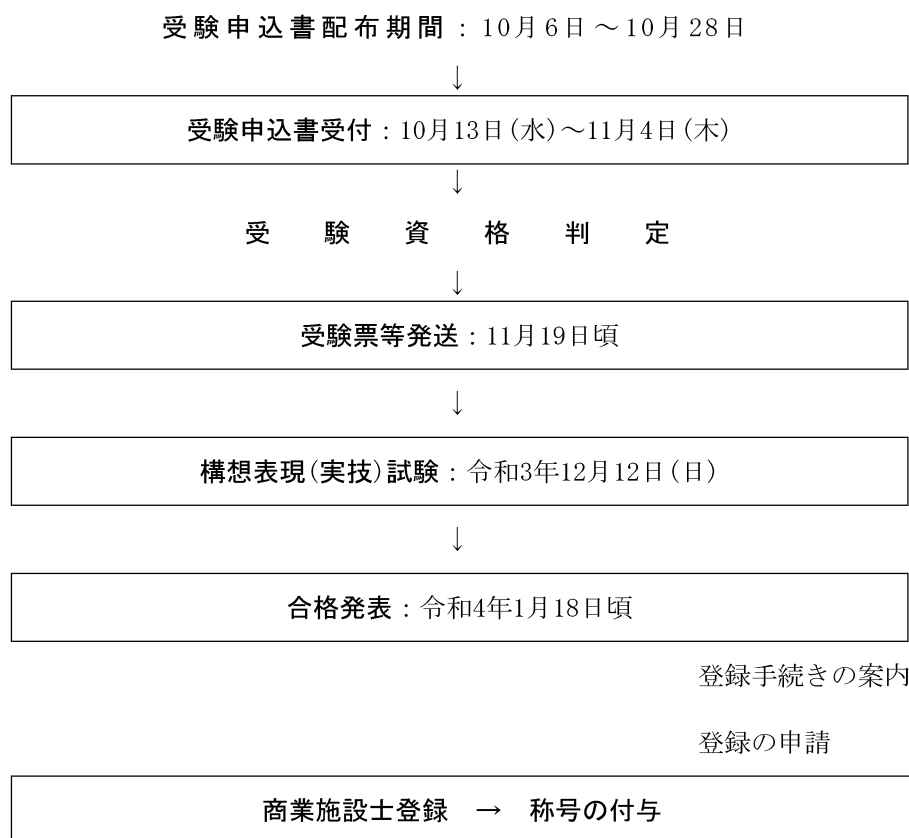 受験申込書配布期間：10月6日～10月28日
↓
受験申込書受付：10月13日(水)～11月4日(木)
↓
受験資格判定
↓
受験票等発送：11月19日頃
↓
構想表現(実技)試験：令和3年12月12日(日)
↓
合格発表：令和4年1月18日頃
登録手続きの案内
登録の申請
商業施設士登録 → 称号の付与